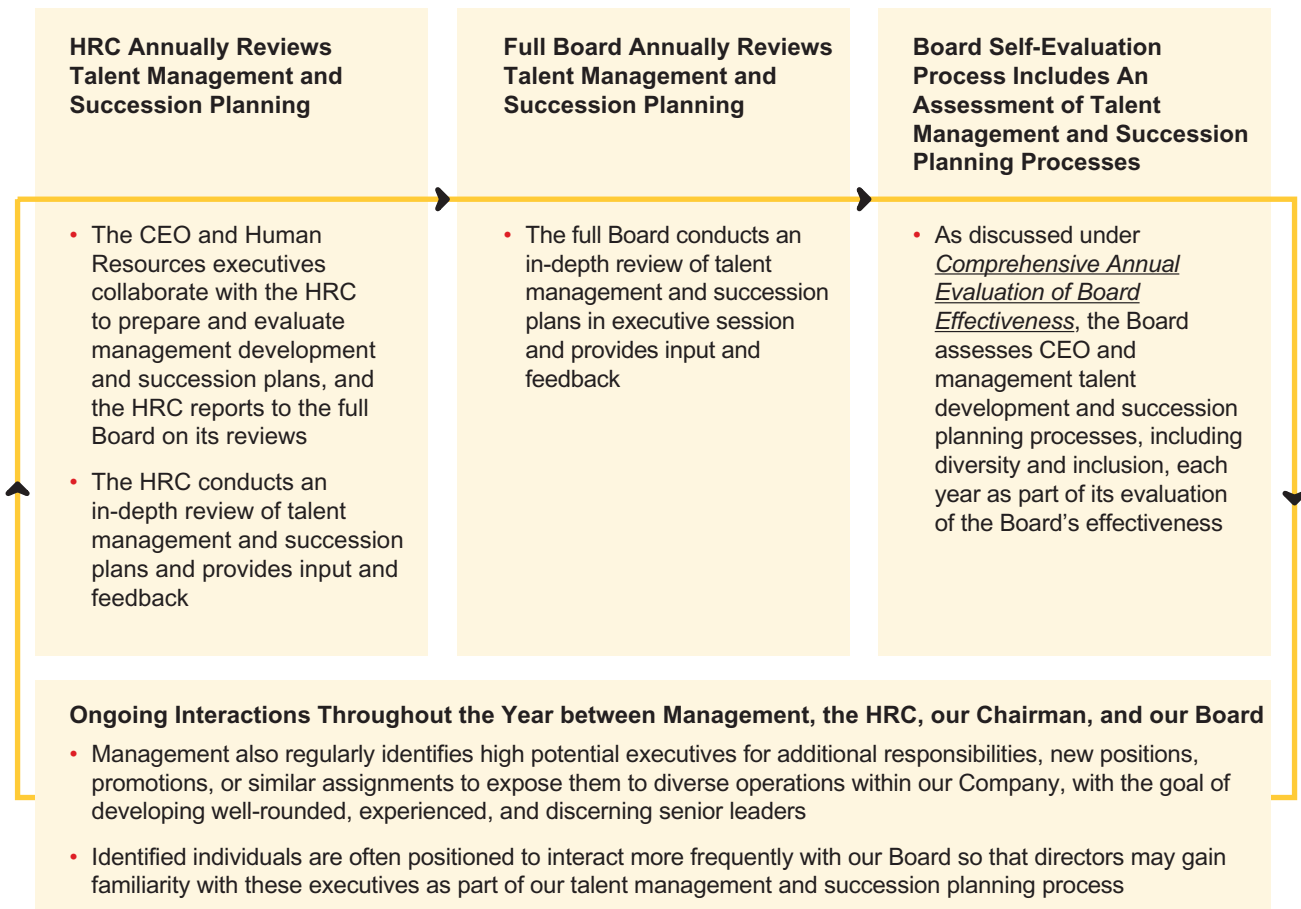 HRC Annually Reviews
Talent Management and
Succession Planning
• The CEO and Human
Resources executives
collaborate with the HRC
to prepare and evaluate
management development
and succession plans, and
the HRC reports to the full
Board on its reviews
• The HRC conducts an
in-depth review of talent
management and succession
plans and provides input and
feedback
Full Board Annually Reviews
Talent Management and
Succession Planning
• The full Board conducts an
in-depth review of talent
management and succession
plans in executive session
and provides input and
feedback
Board Self-Evaluation
Process Includes An
Assessment of Talent
Management and Succession
Planning Processes
• As discussed under
Comprehensive Annual
Evaluation of Board
Effectiveness, the Board
assesses CEO and
management talent
development and succession
planning processes, including
diversity and inclusion, each
year as part of its evaluation
of the Board’s effectiveness
Ongoing Interactions Throughout the Year between Management, the HRC, our Chairman, and our Board
• Management also regularly identifies high potential executives for additional responsibilities, new positions,
promotions, or similar assignments to expose them to diverse operations within our Company, with the goal of
developing well-rounded, experienced, and discerning senior leaders
• Identified individuals are often positioned to interact more frequently with our Board so that directors may gain
familiarity with these executives as part of our talent management and succession planning process